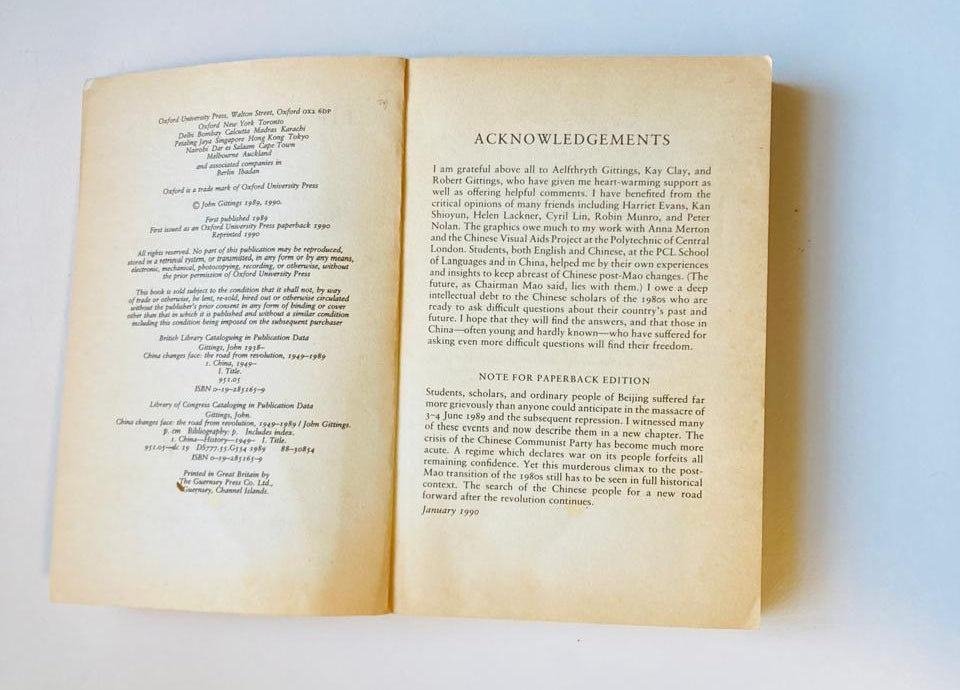 Oxford University Press, Walton Street, Oxford OX2 6DP
Oxford New York Toronto
Delhi Bombay Calcutta Madras Karachi
Petaling Jaya Singapore Hong Kong Tokyo
Nairobi Dar es Salaam Cape Town
Melbourne Auckland
and associated companies in
Berlin Ibadan
Oxford is a trade mark of Oxford University Press
© John Gittings 1989, 1990.
First published 1989
First issued as an Oxford University Press paperback 1990
Reprinted 1990
All rights reserved. No part of this publication may be reproduced,
stored in a retrieval system, or transmitted, in any form or by any means,
electronic, mechanical, photocopying, recording, or otherwise, without
the prior permission of Oxford University Press
This book is sold subject to the condition that it shall not, by way
of trade or otherwise, be lent, re-sold, hired out or otherwise circulated
without the publisher's prior consent in any form of binding or cover
other than that in which it is published and without a similar condition
including this condition being imposed on the subsequent purchaser
British Library Cataloguing in Publication Data
Gittings, John 1938–
China changes face: the road from revolution, 1949–1989
1. China, 1949–
I. Title.
951.05
ISBN 0–19–285265–9
Library of Congress Cataloging in Publication Data
Gittings, John.
China changes face: the road from revolution, 1949–1989 / John Gittings.
p. cm Bibliography: p. Includes index.
1. China—History—1949– I. Title.
951.05—dc 19 DS777.55.G554 1989 88–30854
ISBN 0–19–285265–9
Printed in Great Britain by
The Guernsey Press Co. Ltd.,
Guernsey, Channel Islands.
ACKNOWLEDGEMENTS
I am grateful above all to Aelfthryth Gittings, Kay Clay, and
Robert Gittings, who have given me heart-warming support as
well as offering helpful comments. I have benefited from the
critical opinions of many friends including Harriet Evans, Kan
Shioyun, Helen Lackner, Cyril Lin, Robin Munro, and Peter
Nolan. The graphics owe much to my work with Anna Merton
and the Chinese Visual Aids Project at the Polytechnic of Central
London. Students, both English and Chinese, at the PCL School
of Languages and in China, helped me by their own experiences
and insights to keep abreast of Chinese post-Mao changes. (The
future, as Chairman Mao said, lies with them.) I owe a deep
intellectual debt to the Chinese scholars of the 1980s who are
ready to ask difficult questions about their country's past and
future. I hope that they will find the answers, and that those in
China—often young and hardly known—who have suffered for
asking even more difficult questions will find their freedom.
NOTE FOR PAPERBACK EDITION
Students, scholars, and ordinary people of Beijing suffered far
more grievously than anyone could anticipate in the massacre of
3–4 June 1989 and the subsequent repression. I witnessed many
of these events and now describe them in a new chapter. The
crisis of the Chinese Communist Party has become much more
acute. A regime which declares war on its people forfeits all
remaining confidence. Yet this murderous climax to the post-
Mao transition of the 1980s still has to be seen in full historical
context. The search of the Chinese people for a new road
forward after the revolution continues.
January 1990